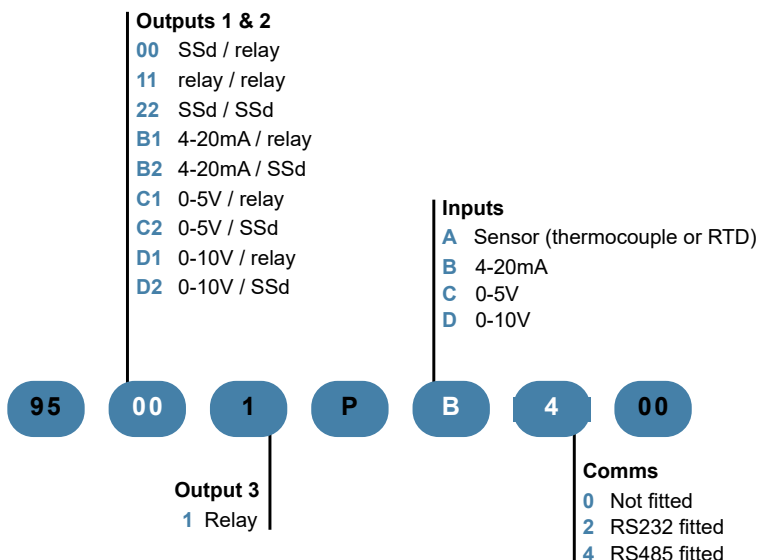 Outputs 1 & 2
00 SSd / relay
11 relay / relay
22 SSd / SSd
B1 4-20mA / relay
B2 4-20mA / SSd
C1 0-5V / relay
C2 0-5V / SSd
D1 0-10V / relay
D2 0-10V / SSd
Inputs
A Sensor (thermocouple or RTD)
B 4-20mA
C 0-5V
D 0-10V
95 00 1 P B 4 00
Output 3
1 Relay
Comms
0 Not fitted
2 RS232 fitted
4 RS485 fitted